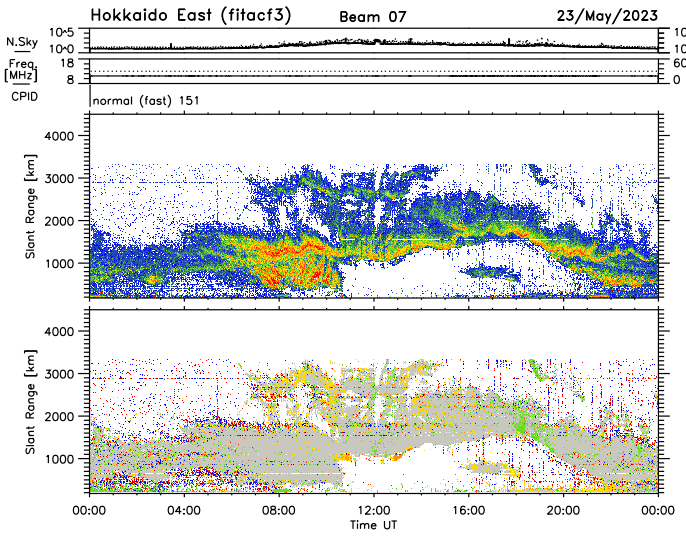 Hokkaido East (fitacf3) Beam 07 23/May/2023
N.Sky 10^5 10^0 10 10
Freq. [MHz] 18 8 60 0
CPID normal (fast) 151
Slant Range [km] 4000 3000 2000 1000
Slant Range [km] 4000 3000 2000 1000
00:00 04:00 08:00 12:00 16:00 20:00 00:00
Time UT